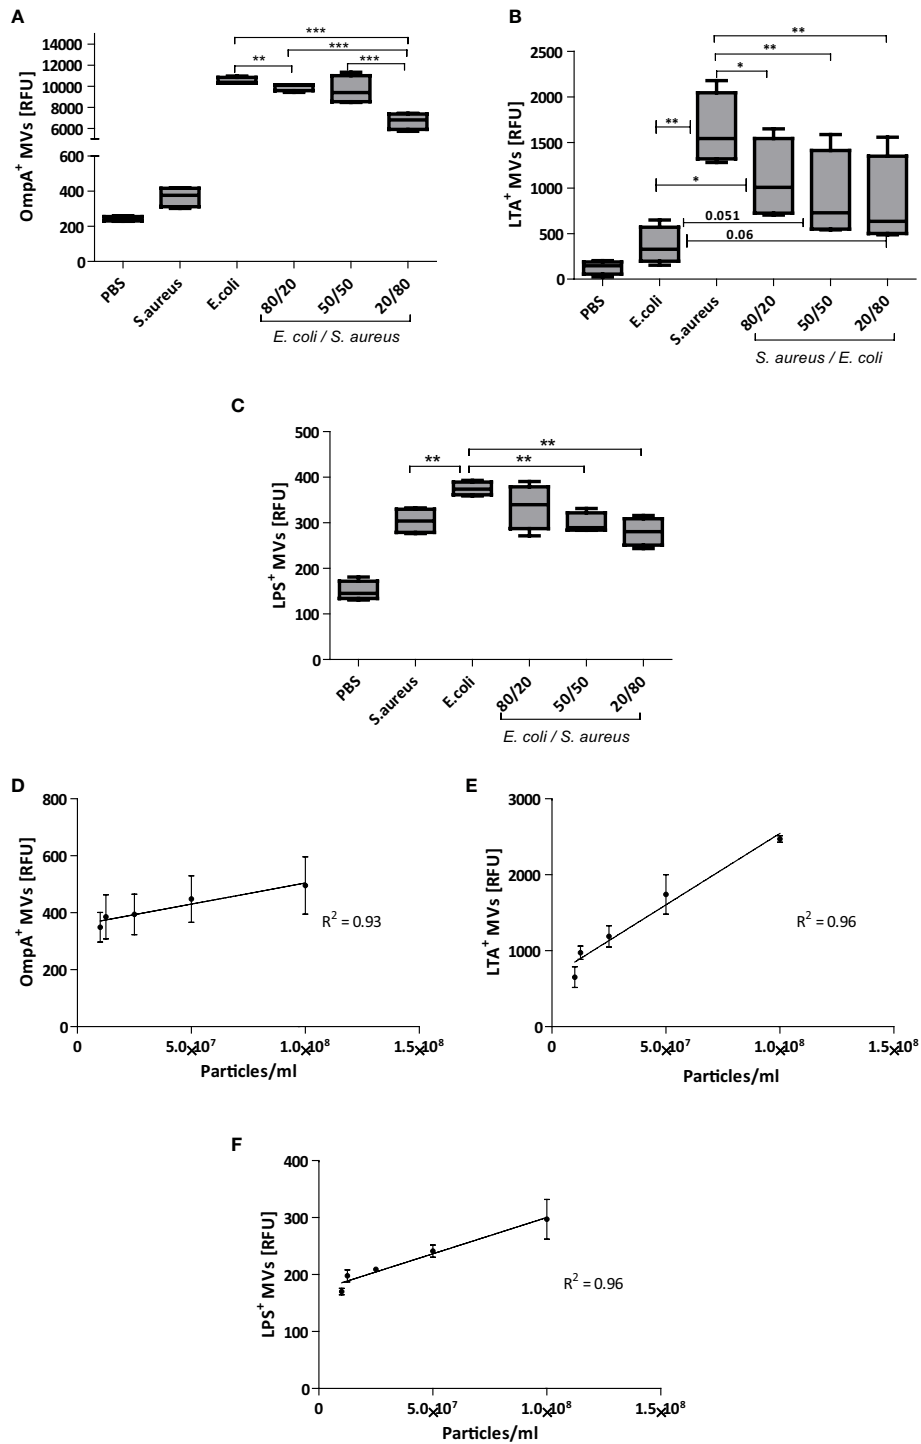 A
OmpA⁺ MVs [RFU]
14000
12000
10000
8000
6000
600
400
200
0
***
***
** ***
PBS
S.aureus
E.coli
80/20
50/50
20/80
E. coli / S. aureus
B
LTA⁺ MVs [RFU]
2500
2000
1500
1000
500
0
**
**
*
**
*
0.051
0.06
PBS
E.coli
S.aureus
80/20
50/50
20/80
S. aureus / E. coli
C
LPS⁺ MVs [RFU]
500
400
300
200
100
0
**
** **
PBS
S.aureus
E.coli
80/20
50/50
20/80
E. coli / S. aureus
D
OmpA⁺ MVs [RFU]
800
600
400
200
0
R² = 0.93
0 5.0×10⁷ 1.0×10⁸ 1.5×10⁸
Particles/ml
E
LTA⁺ MVs [RFU]
3000
2000
1000
0
R² = 0.96
0 5.0×10⁷ 1.0×10⁸ 1.5×10⁸
Particles/ml
F
LPS⁺ MVs [RFU]
400
300
200
100
0
R² = 0.96
0 5.0×10⁷ 1.0×10⁸ 1.5×10⁸
Particles/ml